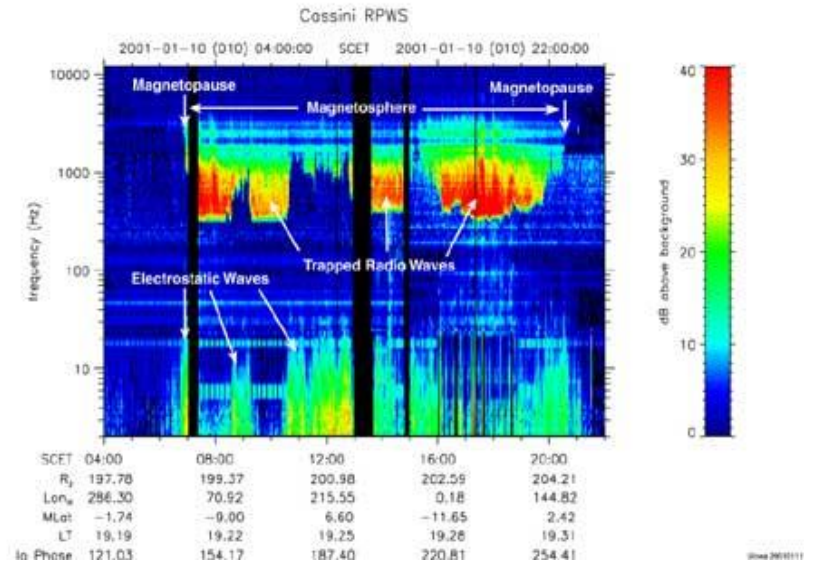 Cassini RPWS
2001-01-10 (010) 04:00:00 SCET 2001-01-10 (010) 22:00:00
10000
1000
100
10
frequency (Hz)
Magnetopause
Magnetopause
Magnetosphere
Trapped Radio Waves
Electrostatic Waves
40
30
20
10
0
dB above background
SCET 04:00 08:00 12:00 16:00 20:00
RJ 197.78 199.37 200.98 202.59 204.21
Lon 286.30 70.92 215.55 0.18 144.82
MLat -1.74 -9.00 6.60 -11.65 2.42
LT 19.19 19.22 19.25 19.28 19.31
Io Phase 121.03 154.17 187.40 220.81 254.41